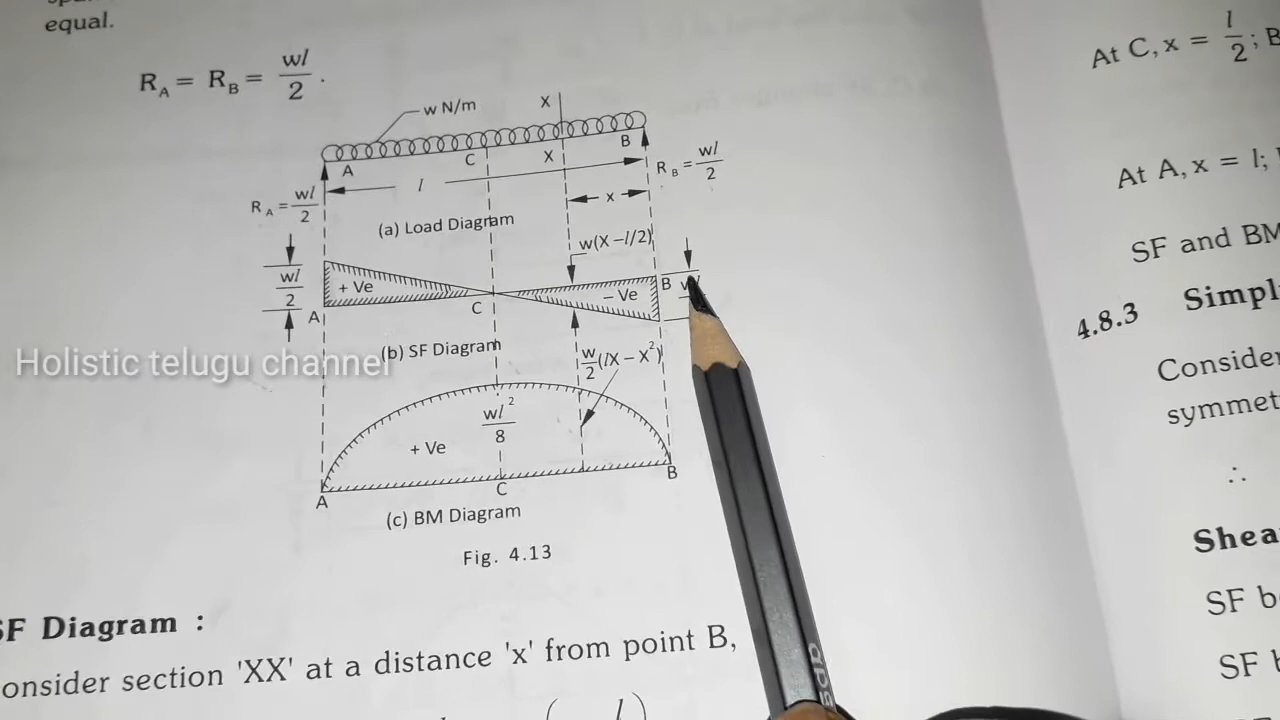 equal.
R_A = R_B = wl/2 .
w N/m
X
A
C
X
B
l
R_B = wl/2
R_A = wl/2
x
(a) Load Diagram
w(X – l/2)
wl/2
+ Ve
– Ve
B
A
C
(b) SF Diagram
w/2 (lX – X²)
wl²/8
+ Ve
A
C
B
(c) BM Diagram
Fig. 4.13
SF Diagram :
onsider section 'XX' at a distance 'x' from point B,
At C, x = l/2 ; B
At A, x = l;
SF and BM
4.8.3 Simpl
Consider
symmet
∴
Shea
SF b
SF
Holistic telugu channel